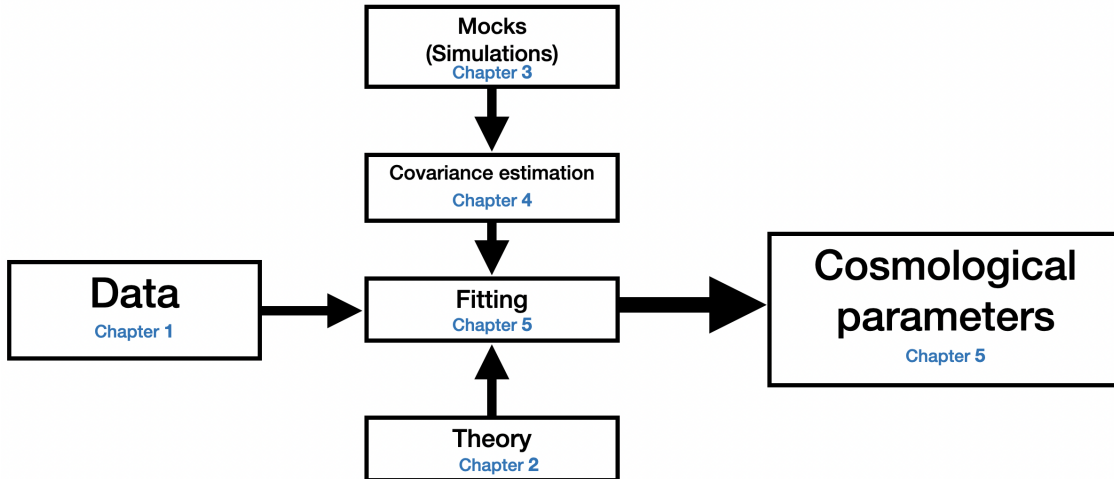 Mocks
(Simulations)
Chapter 3
Covariance estimation
Chapter 4
Data
Chapter 1
Fitting
Chapter 5
Cosmological
parameters
Chapter 5
Theory
Chapter 2